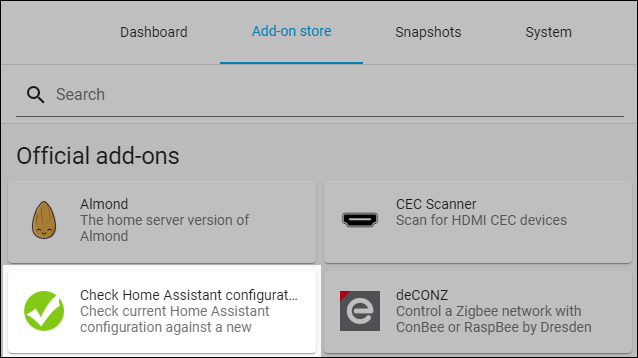 Dashboard Add-on store Snapshots System
Search
Official add-ons
Almond
The home server version of
Almond
CEC Scanner
Scan for HDMI CEC devices
Check Home Assistant configurat...
Check current Home Assistant
configuration against a new
deCONZ
Control a Zigbee network with
ConBee or RaspBee by Dresden